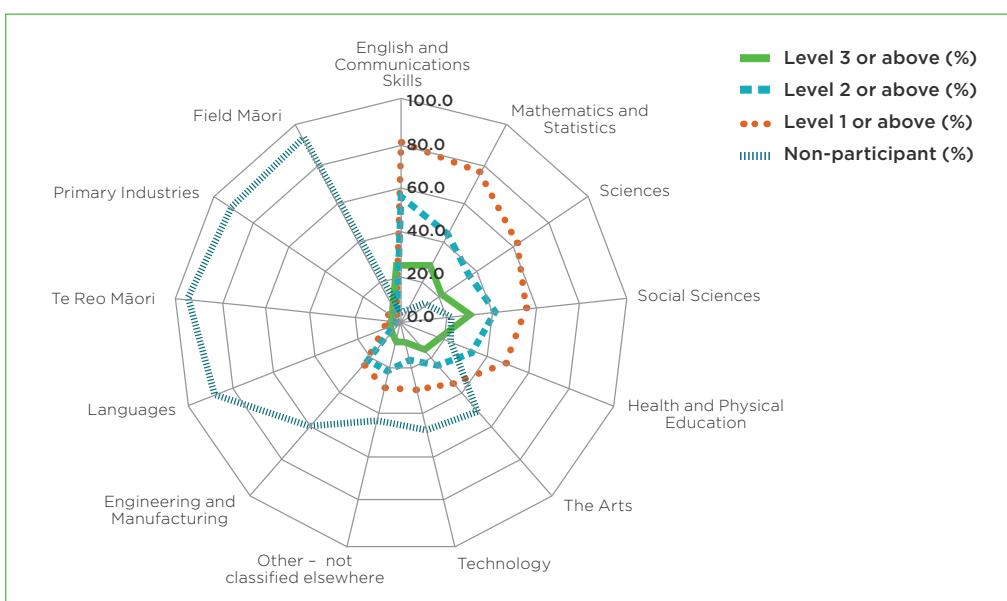 English and
Communications
Skills
Mathematics and
Statistics
Sciences
Social Sciences
Health and Physical
Education
The Arts
Technology
Other – not
classified elsewhere
Engineering and
Manufacturing
Languages
Te Reo Māori
Primary Industries
Field Māori
100.0
80.0
60.0
40.0
20.0
0.0
Level 3 or above (%)
Level 2 or above (%)
Level 1 or above (%)
Non-participant (%)